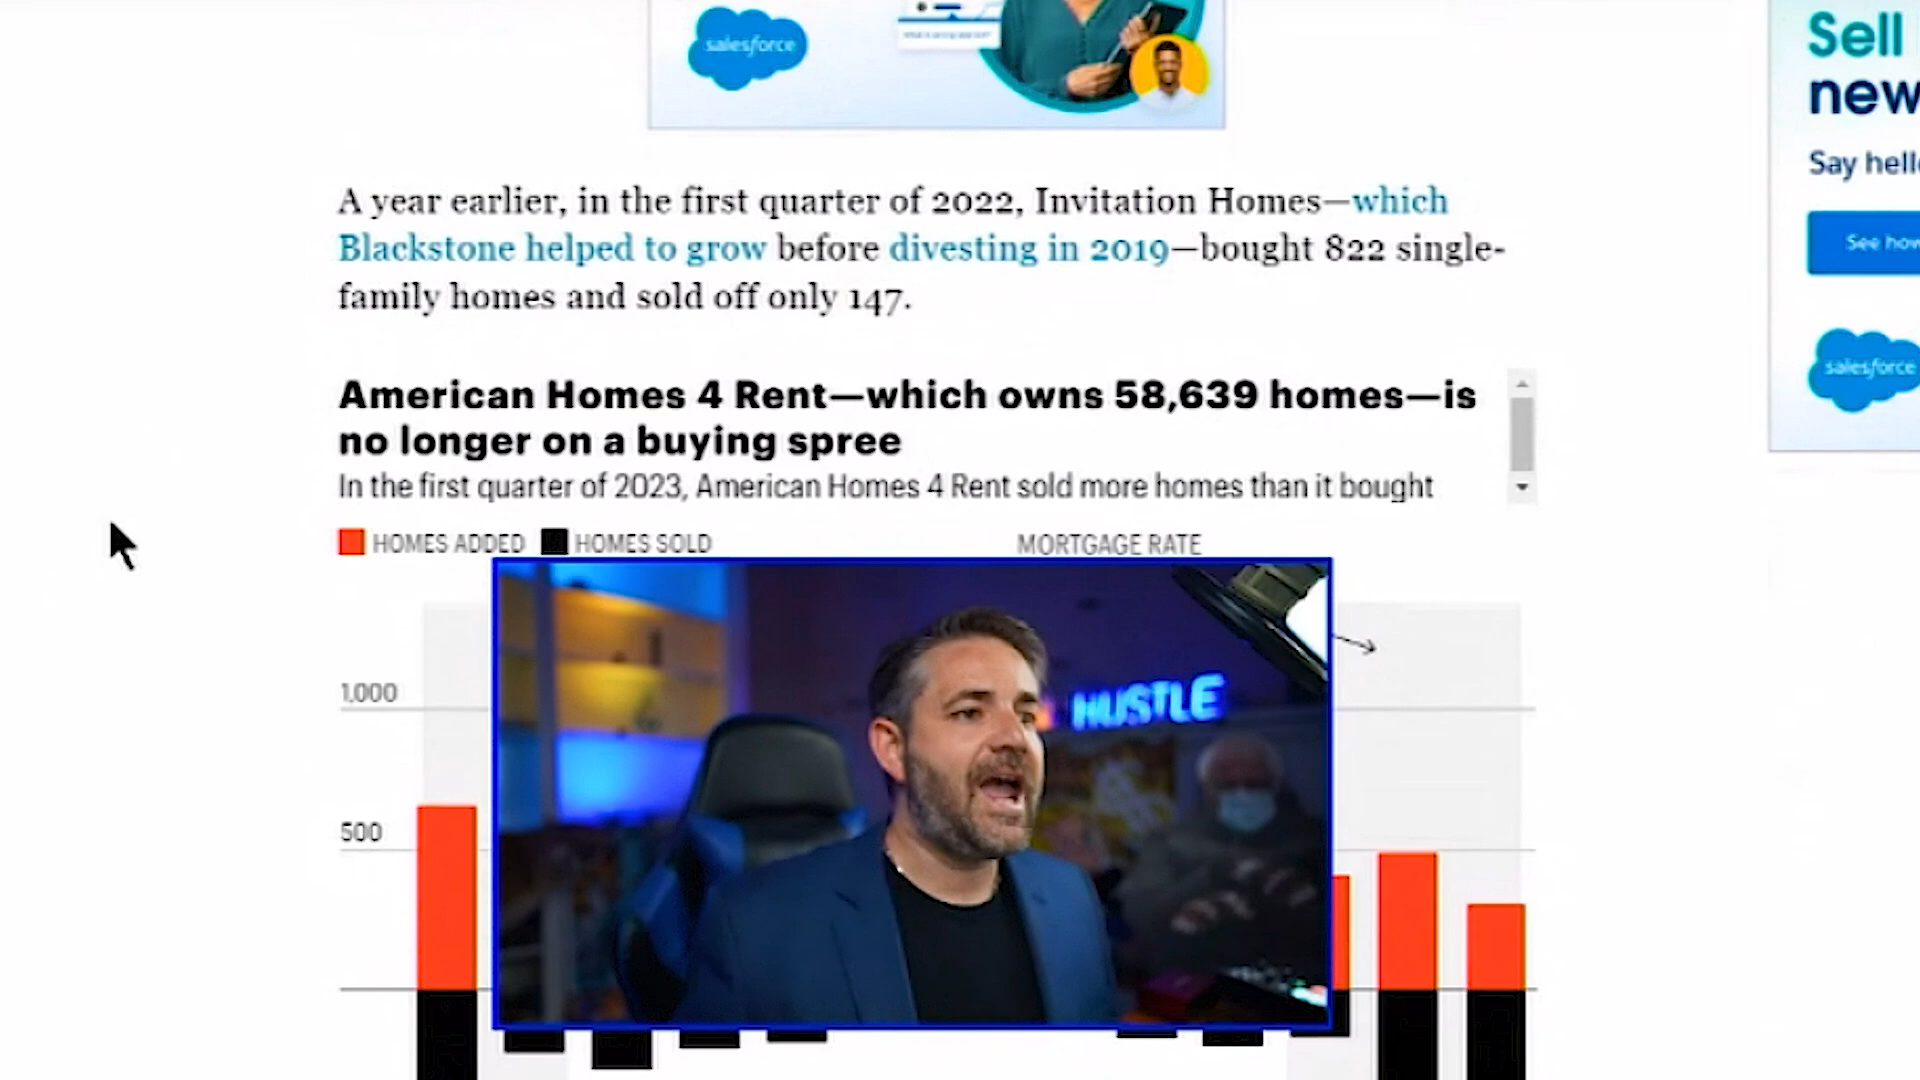 salesforce
Sell
new
Say hell
See how
salesforce
A year earlier, in the first quarter of 2022, Invitation Homes—which
Blackstone helped to grow before divesting in 2019—bought 822 single-
family homes and sold off only 147.
American Homes 4 Rent—which owns 58,639 homes—is
no longer on a buying spree
In the first quarter of 2023, American Homes 4 Rent sold more homes than it bought
HOMES ADDED HOMES SOLD MORTGAGE RATE
1,000
500
HUSTLE